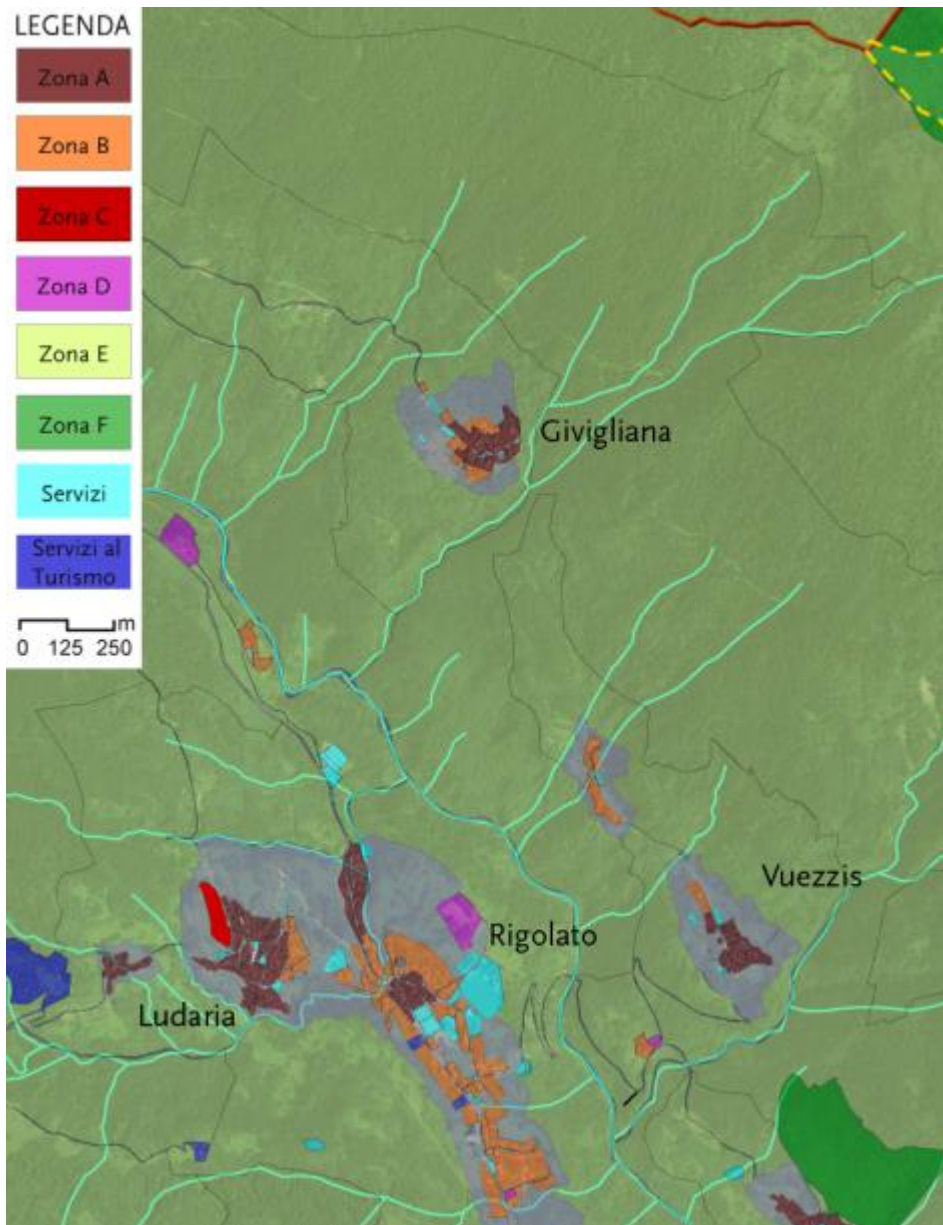 LEGENDA
Zona A
Zona B
Zona C
Zona D
Zona E
Zona F
Servizi
Servizi al
Turismo
m
0 125 250
Givigliana
Vuezzis
Rigolato
Ludaria